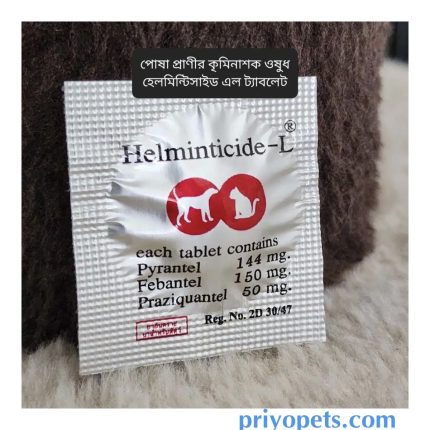 পোষা প্রাণীর কৃমিনাশক ওষুধ
হেলমিন্টিসাইড এল ট্যাবলেট
Helminticide-L®
each tablet contains
Pyrantel 144 mg.
Febantel 150 mg.
Praziquantel 50 mg.
Reg. No. 2D 30/47
priyopets.com